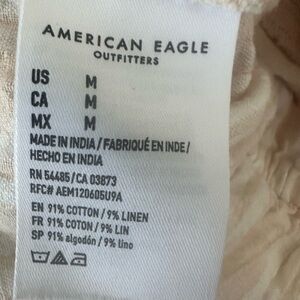 AMERICAN EAGLE
OUTFITTERS
US M
CA M
MX M
MADE IN INDIA / FABRIQUÉ EN INDE /
HECHO EN INDIA
RN 54485 / CA 03873
RFC# AEM120605U9A
EN 91% COTTON / 9% LINEN
FR 91% COTON / 9% LIN
SP 91% algodón / 9% lino